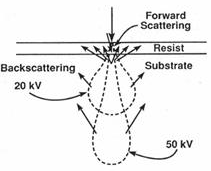 Forward
Scattering
Resist
Backscattering
Substrate
20 kV
50 kV